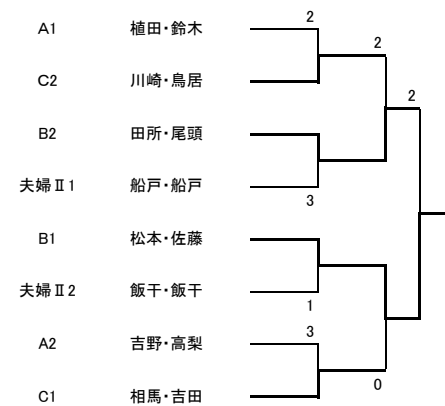 A1 植田・鈴木 2
2
C2 川崎・鳥居
2
B2 田所・尾頭
夫婦Ⅱ1 船戸・船戸
3
B1 松本・佐藤
夫婦Ⅱ2 飯干・飯干
1
A2 吉野・高梨 3
0
C1 相馬・吉田